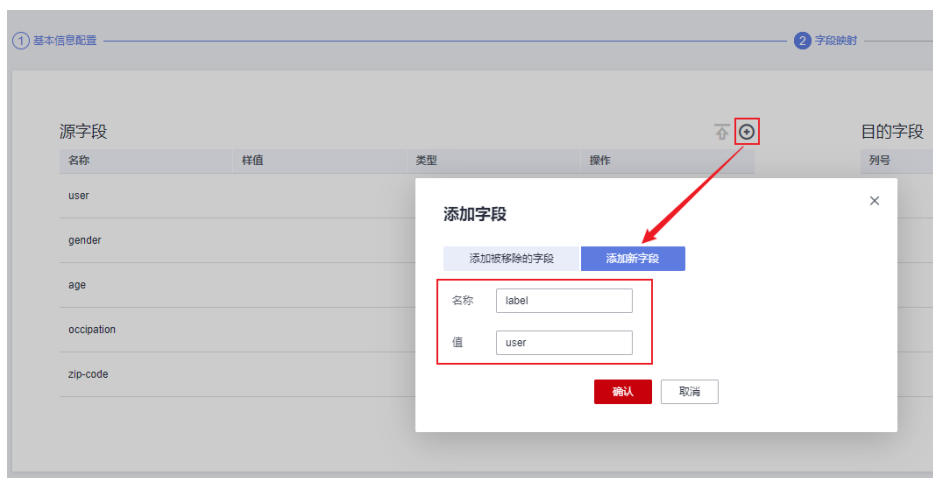 1 基本信息配置
2 字段映射
源字段
目的字段
名称 样值 类型 操作
列号
user
gender
age
occipation
zip-code
添加字段
×
添加被移除的字段 添加新字段
名称 label
值 user
确认 取消